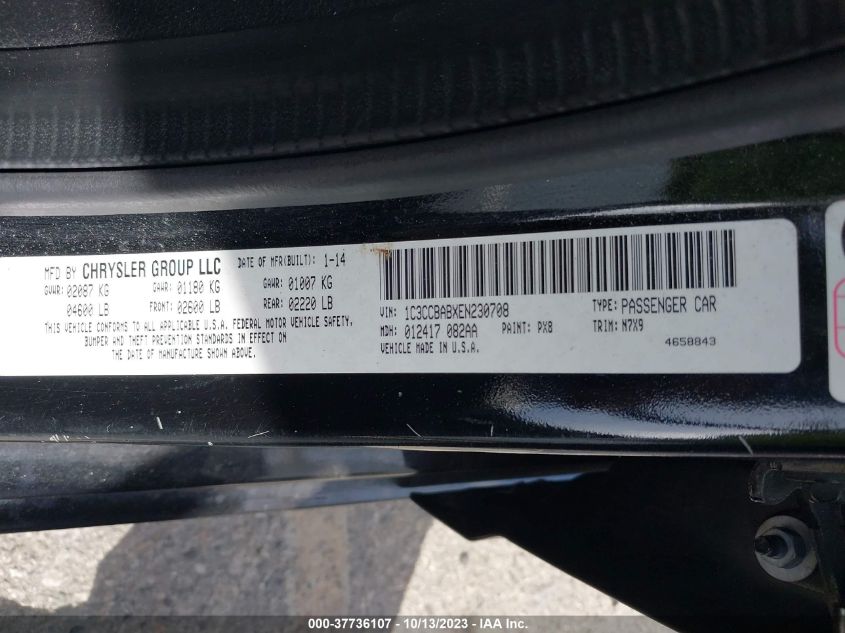 MFD BY CHRYSLER GROUP LLC DATE OF MFR(BUILT): 1-14
GVWR: 02087 KG GAWR: 01180 KG GAWR: 01007 KG
04600 LB FRONT: 02600 LB REAR: 02220 LB
THIS VEHICLE CONFORMS TO ALL APPLICABLE U.S.A. FEDERAL MOTOR VEHICLE SAFETY,
BUMPER AND THEFT PREVENTION STANDARDS IN EFFECT ON
THE DATE OF MANUFACTURE SHOWN ABOVE.
VIN: 1C3CCBABXEN230708 TYPE: PASSENGER CAR
MDH: 012417 082AA PAINT: PX8 TRIM: N7X9
VEHICLE MADE IN U.S.A. 4658843
000-37736107 - 10/13/2023 - IAA Inc.